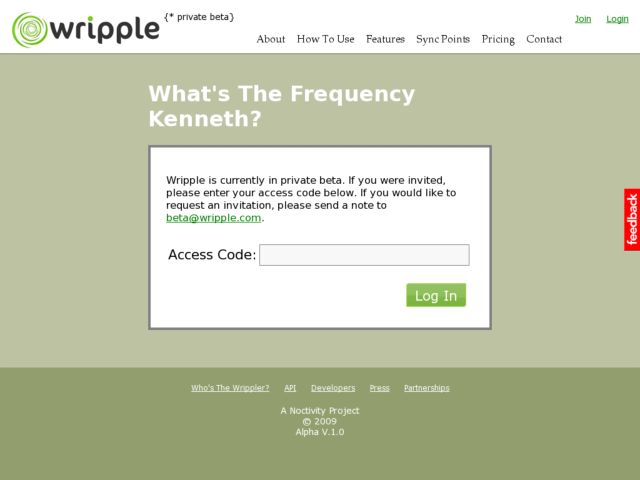 wripple
{* private beta}
Join Login
About How To Use Features Sync Points Pricing Contact
What's The Frequency
Kenneth?
Wripple is currently in private beta. If you were invited,
please enter your access code below. If you would like to
request an invitation, please send a note to
beta@wripple.com.
Access Code:
Log In
feedback
Who's The Wrippler? API Developers Press Partnerships
A Noctivity Project
© 2009
Alpha V.1.0